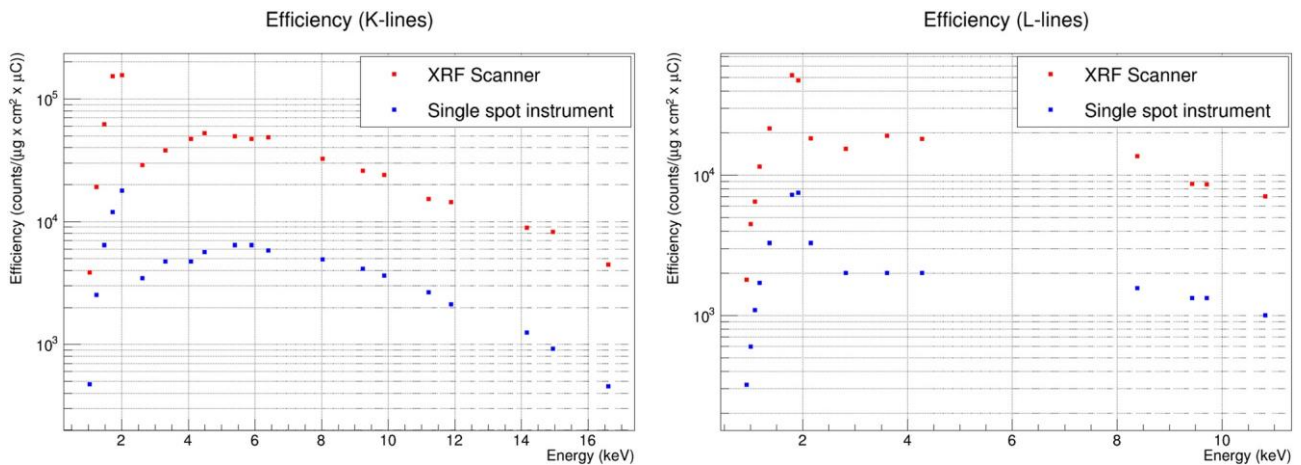 Efficiency (K-lines)
Efficiency (counts/(μg x cm² x μC)
10⁵
10⁴
10³
XRF Scanner
Single spot instrument
2 4 6 8 10 12 14 16
Energy (keV)
Efficiency (L-lines)
Efficiency (counts/(μg x cm² x μC)
10⁴
10³
XRF Scanner
Single spot instrument
2 4 6 8 10
Energy (keV)